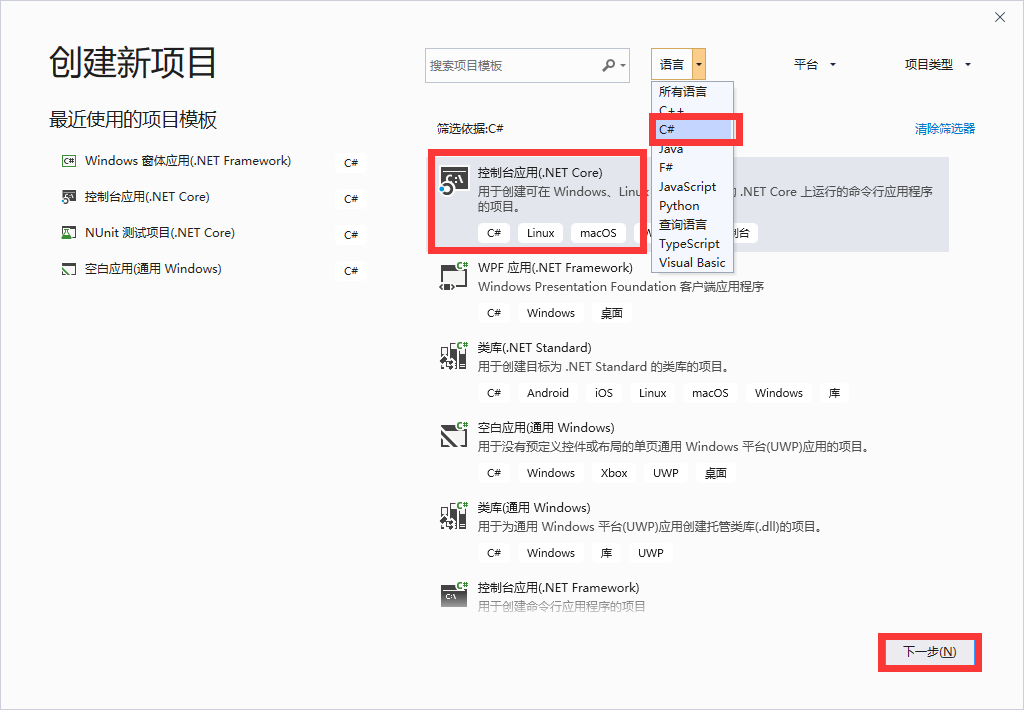 创建新项目
最近使用的项目模板
Windows 窗体应用(.NET Framework)
C#
控制台应用(.NET Core)
C#
NUnit 测试项目(.NET Core)
C#
空白应用(通用 Windows)
C#
搜索项目模板
语言
平台
项目类型
所有语言
C++
C#
Java
F#
JavaScript
Python
查询语言
TypeScript
Visual Basic
筛选依据:C#
清除筛选器
控制台应用(.NET Core)
用于创建可在 Windows、Linux .NET Core 上运行的命令行应用程序
的项目。
C# Linux macOS 台
WPF 应用(.NET Framework)
Windows Presentation Foundation 客户端应用程序
C# Windows 桌面
类库(.NET Standard)
用于创建目标为 .NET Standard 的类库的项目。
C# Android iOS Linux macOS Windows 库
空白应用(通用 Windows)
用于没有预定义控件或布局的单页通用 Windows 平台(UWP)应用的项目。
C# Windows Xbox UWP 桌面
类库(通用 Windows)
用于为通用 Windows 平台(UWP)应用创建托管类库(.dll)的项目。
C# Windows 库 UWP
控制台应用(.NET Framework)
用于创建命令行应用程序的项目
下一步(N)